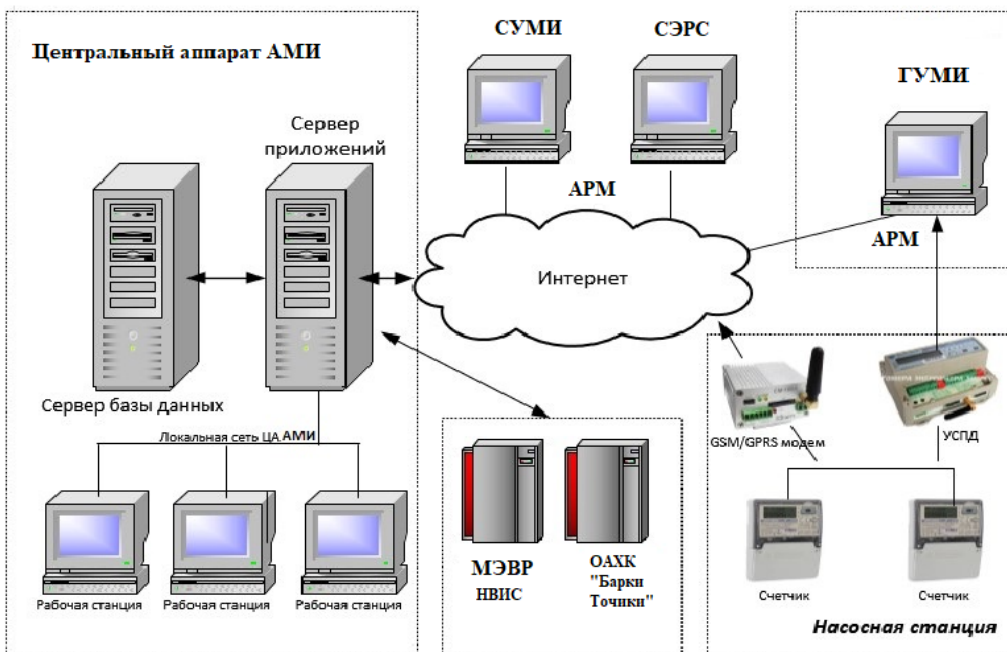 Центральный аппарат АМИ
СУМИ
СЭРС
ГУМИ
Сервер
приложений
АРМ
АРМ
Интернет
Сервер базы данных
Локальная сеть ЦА АМИ
GSM/GPRS модем
УСПД
Рабочая станция
Рабочая станция
Рабочая станция
МЭВР
НВИС
ОАХК
"Барки
Точики"
Счетчик
Счетчик
Насосная станция